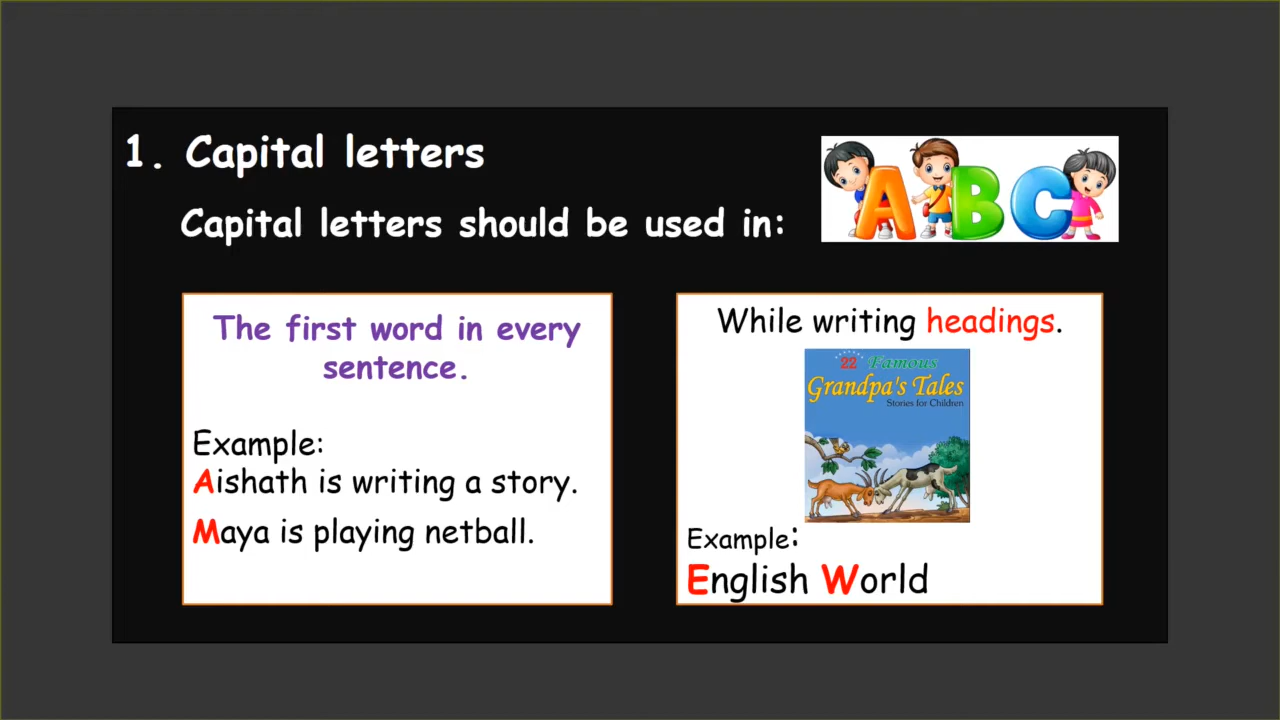 1. Capital letters
ABC
Capital letters should be used in:
The first word in every
sentence.
Example:
Aishath is writing a story.
Maya is playing netball.
While writing headings.
22 Famous
Grandpa's Tales
Stories for Children
Example:
English World